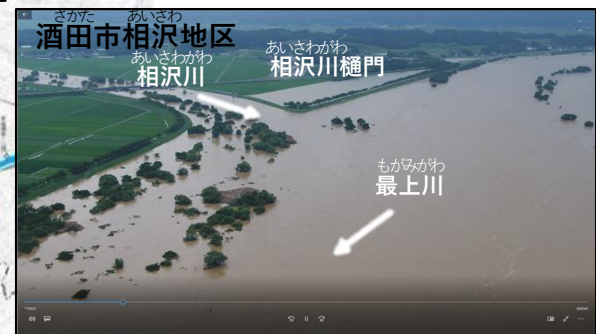 さかた あいさわ
酒田市相沢地区
あいさわがわ
相沢川
あいさわがわ
相沢川樋門
もがみがわ
最上川